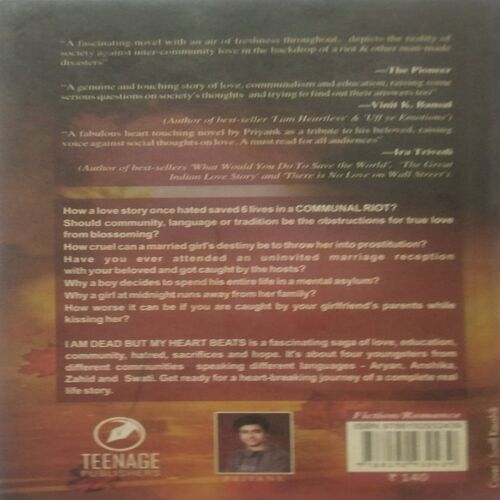 "A fascinating novel with an air of freshness throughout.. depicts the reality of
society against inter-community love in the backdrop of a riot & other man-made
disasters"
—The Pioneer
"A genuine and touching story of love, communalism and education, raising some
serious questions on society's thoughts and trying to find out their answers too"
—Vinit K. Bansal
(Author of best-seller 'I am Heartless' & 'Uff ye Emotions')
"A fabulous heart touching novel by Priyank as a tribute to his beloved, raising
voice against social thoughts on love. A must read for all audiences"
—Ira Trivedi
(Author of best-sellers 'What Would You Do To Save the World', 'The Great
Indian Love Story' and 'There is No Love on Wall Street')
How a love story once hated saved 6 lives in a COMMUNAL RIOT?
Should community, language or tradition be the obstructions for true love
from blossoming?
How cruel can a married girl's destiny be to throw her into prostitution?
Have you ever attended an uninvited marriage reception
with your beloved and got caught by the hosts?
Why a boy decides to spend his entire life in a mental asylum?
Why a girl at midnight runs away from her family?
How worse it can be if you are caught by your girlfriend's parents while
kissing her?
I AM DEAD BUT MY HEART BEATS is a fascinating saga of love, education,
community, hatred, sacrifices and hope. It's about four youngsters from
different communities speaking different languages - Aryan, Anshika,
Zahid and Swati. Get ready for a heart-breaking journey of a complete real
life story.
TEENAGE
PUBLISHERS
PRIYANK
Fiction/Romance
ISBN
₹ 140